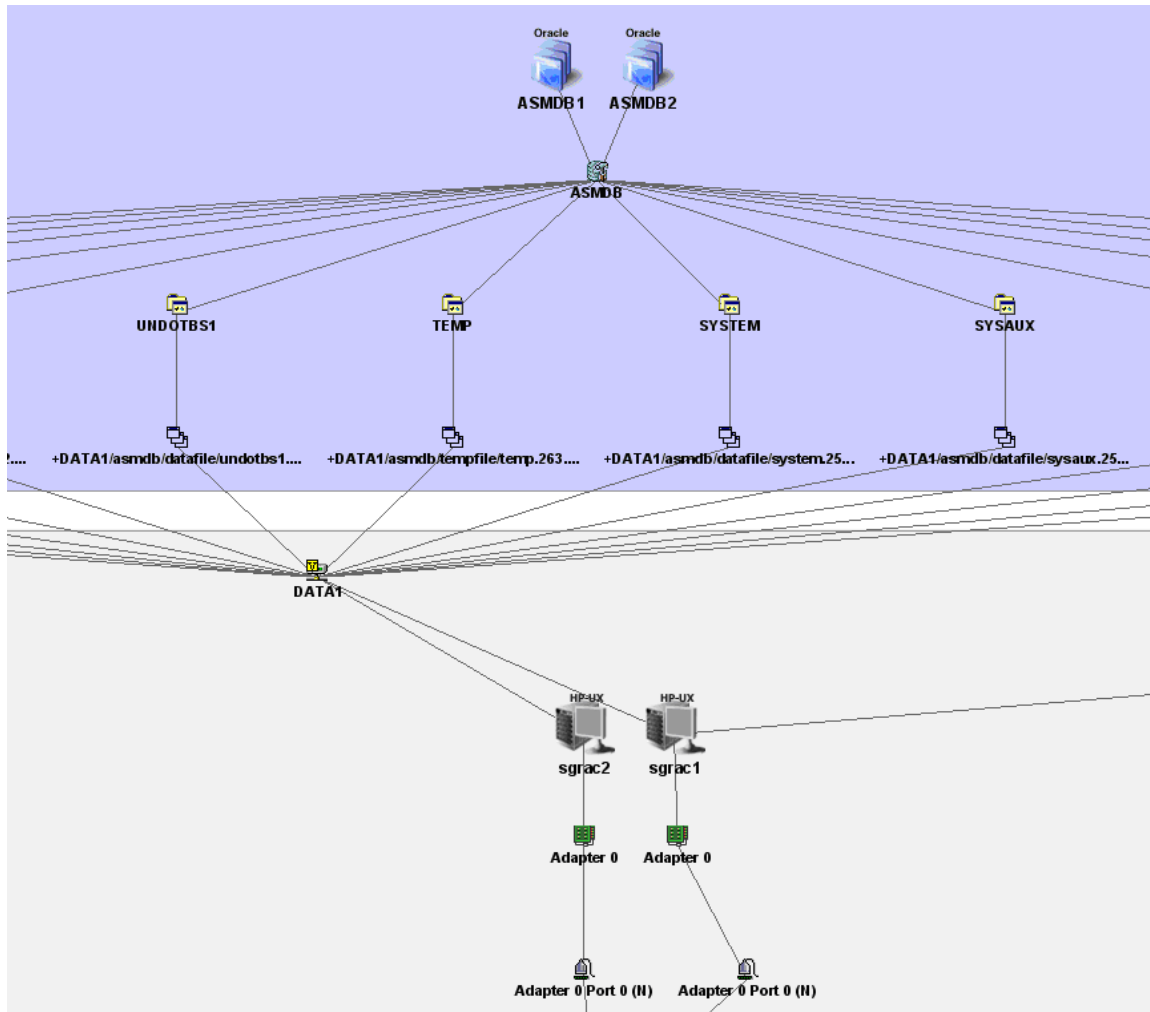 Oracle Oracle
ASMDB1 ASMDB2
ASMDB
UNDOTBS1 TEMP SYSTEM SYSAUX
2.... +DATA1/asmdb/datafile/undotbs1.... +DATA1/asmdb/tempfile/temp.263.... +DATA1/asmdb/datafile/system.25... +DATA1/asmdb/datafile/sysaux.25...
V
DATA1
HP-UX HP-UX
sgrac2 sgrac1
Adapter 0 Adapter 0
Adapter 0 Port 0 (N) Adapter 0 Port 0 (N)